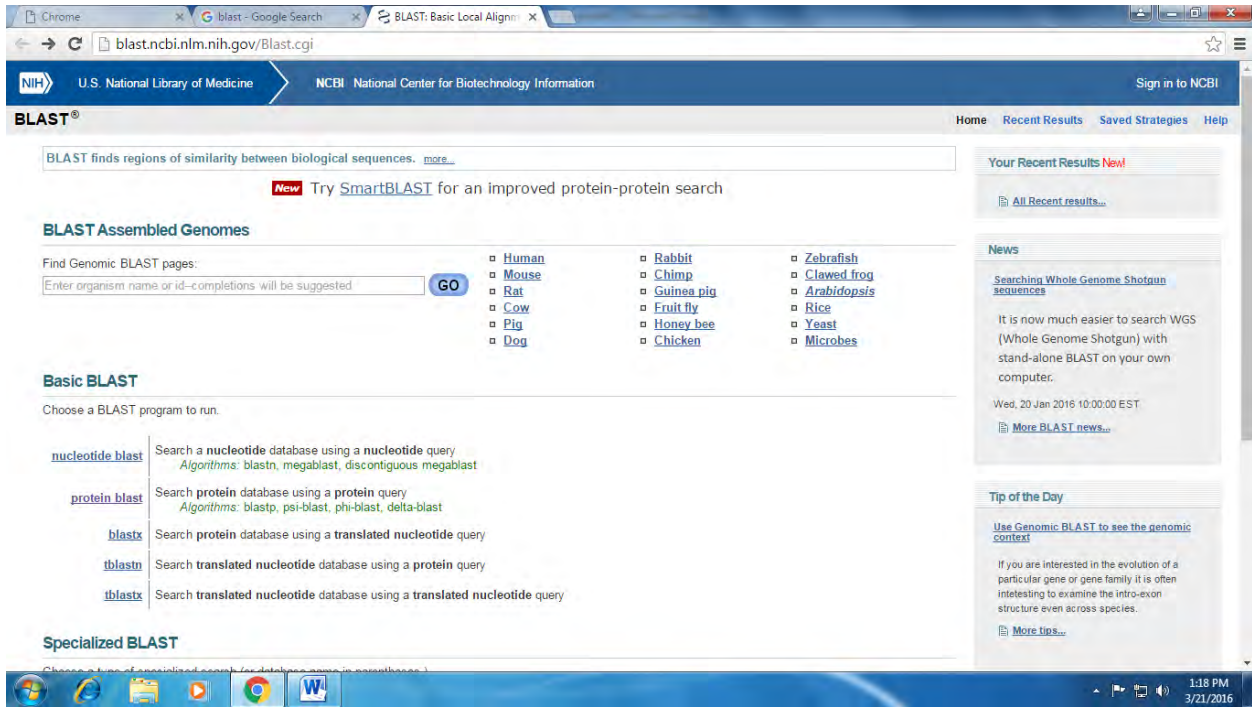 Chrome
blast - Google Search
BLAST: Basic Local Alignm
blast.ncbi.nlm.nih.gov/Blast.cgi
NIH U.S. National Library of Medicine NCBI National Center for Biotechnology Information Sign in to NCBI
BLAST® Home Recent Results Saved Strategies Help
BLAST finds regions of similarity between biological sequences. more...
New Try SmartBLAST for an improved protein-protein search
BLAST Assembled Genomes
Find Genomic BLAST pages:
Enter organism name or id--completions will be suggested GO
Human
Mouse
Rat
Cow
Pig
Dog
Rabbit
Chimp
Guinea pig
Fruit fly
Honey bee
Chicken
Zebrafish
Clawed frog
Arabidopsis
Rice
Yeast
Microbes
Basic BLAST
Choose a BLAST program to run.
nucleotide blast Search a nucleotide database using a nucleotide query
Algorithms: blastn, megablast, discontiguous megablast
protein blast Search protein database using a protein query
Algorithms: blastp, psi-blast, phi-blast, delta-blast
blastx Search protein database using a translated nucleotide query
tblastn Search translated nucleotide database using a protein query
tblastx Search translated nucleotide database using a translated nucleotide query
Specialized BLAST
Choose a type of specialized search (or database name in parentheses.)
Your Recent Results New!
All Recent results...
News
Searching Whole Genome Shotgun
sequences
It is now much easier to search WGS
(Whole Genome Shotgun) with
stand-alone BLAST on your own
computer.
Wed, 20 Jan 2016 10:00:00 EST
More BLAST news...
Tip of the Day
Use Genomic BLAST to see the genomic
context
If you are interested in the evolution of a
particular gene or gene family it is often
intetesting to examine the intro-exon
structure even across species.
More tips...
1:18 PM
3/21/2016